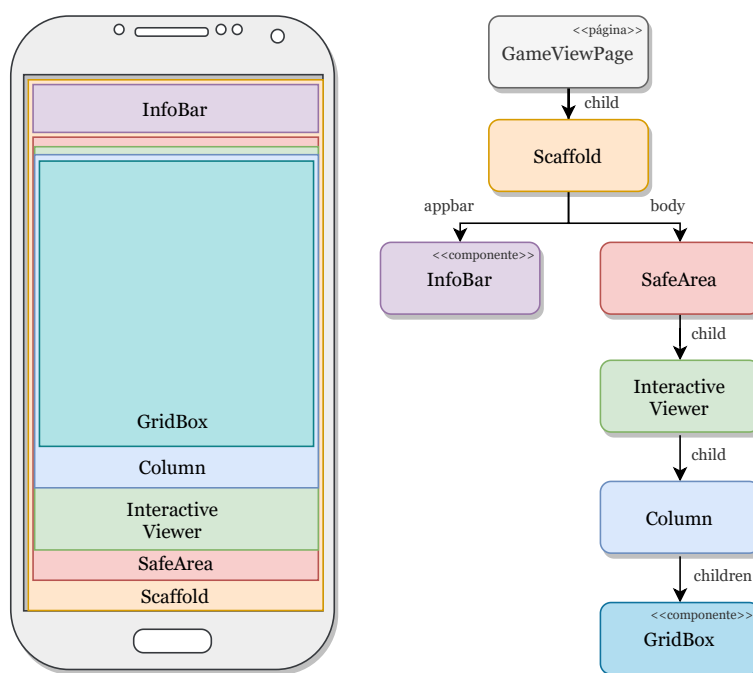 InfoBar
GridBox
Column
Interactive
Viewer
SafeArea
Scaffold
<<página>>
GameViewPage
child
Scaffold
appbar
body
<<componente>>
InfoBar
SafeArea
child
Interactive
Viewer
child
Column
children
<<componente>>
GridBox